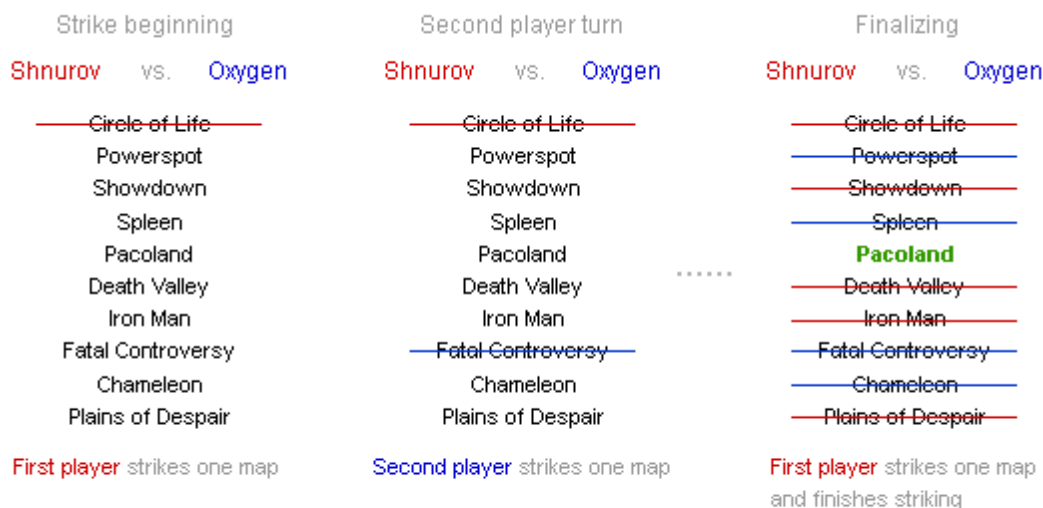 Strike beginning
Shnurov vs. Oxygen
Circle of Life
Powerspot
Showdown
Spleen
Pacoland
Death Valley
Iron Man
Fatal Controversy
Chameleon
Plains of Despair
First player strikes one map
Second player turn
Shnurov vs. Oxygen
Circle of Life
Powerspot
Showdown
Spleen
Pacoland
Death Valley
Iron Man
Fatal Controversy
Chameleon
Plains of Despair
Second player strikes one map
......
Finalizing
Shnurov vs. Oxygen
Circle of Life
Powerspot
Showdown
Spleen
Pacoland
Death Valley
Iron Man
Fatal Controversy
Chameleon
Plains of Despair
First player strikes one map
and finishes striking